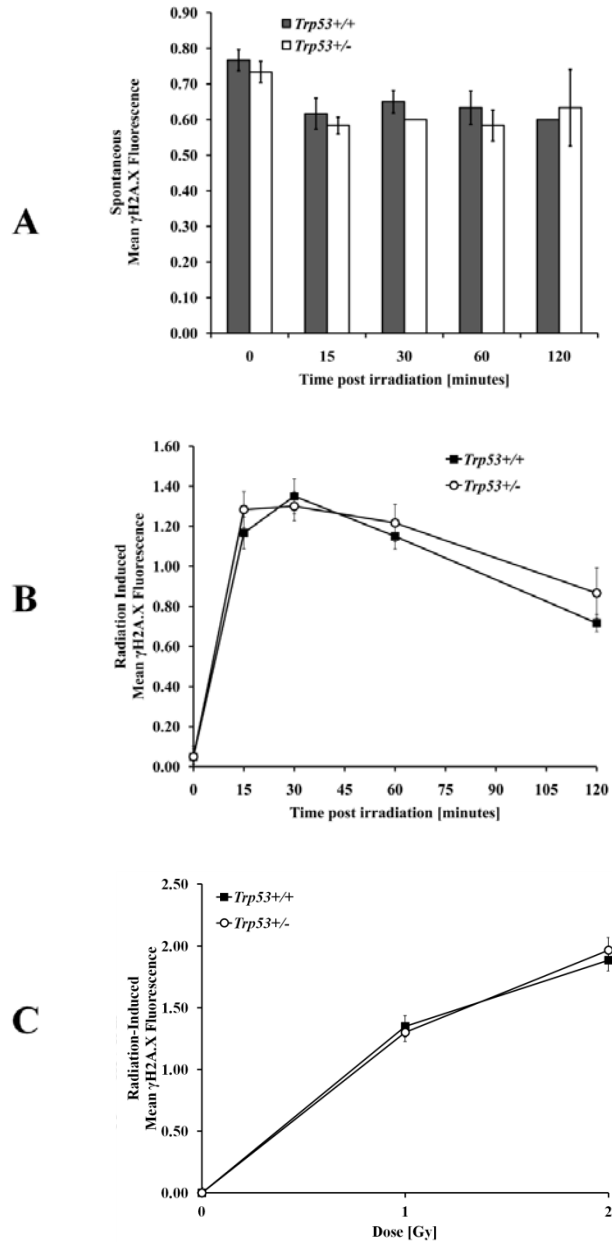 A
Spontaneous
Mean γH2A.X Fluorescence
0.90
0.80
0.70
0.60
0.50
0.40
0.30
0.20
0.10
0.00
Trp53+/+
Trp53+/-
0 15 30 60 120
Time post irradiation [minutes]
B
Radiation Induced
Mean γH2A.X Fluorescence
1.60
1.40
1.20
1.00
0.80
0.60
0.40
0.20
0.00
Trp53+/+
Trp53+/-
0 15 30 45 60 75 90 105 120
Time post irradiation [minutes]
C
Radiation-Induced
Mean γH2A.X Fluorescence
2.50
2.00
1.50
1.00
0.50
0.00
Trp53+/+
Trp53+/-
0 1 2
Dose [Gy]